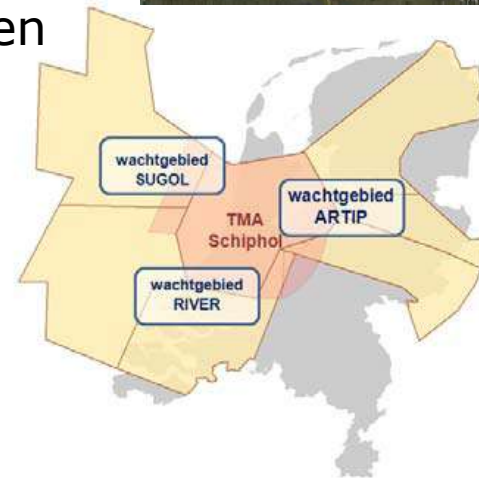 en
wachtgebied
SUGOL
wachtgebied
ARTIP
TMA
Schiphol
wachtgebied
RIVER